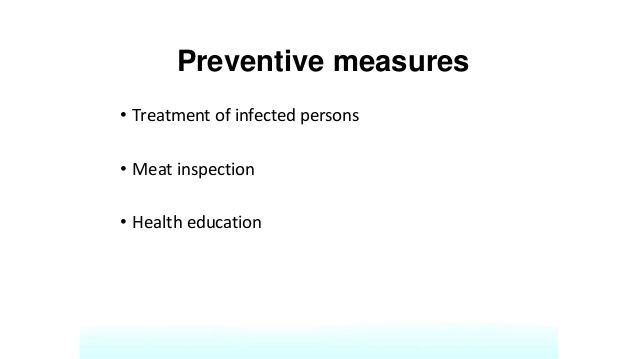 Preventive measures
• Treatment of infected persons
• Meat inspection
• Health education